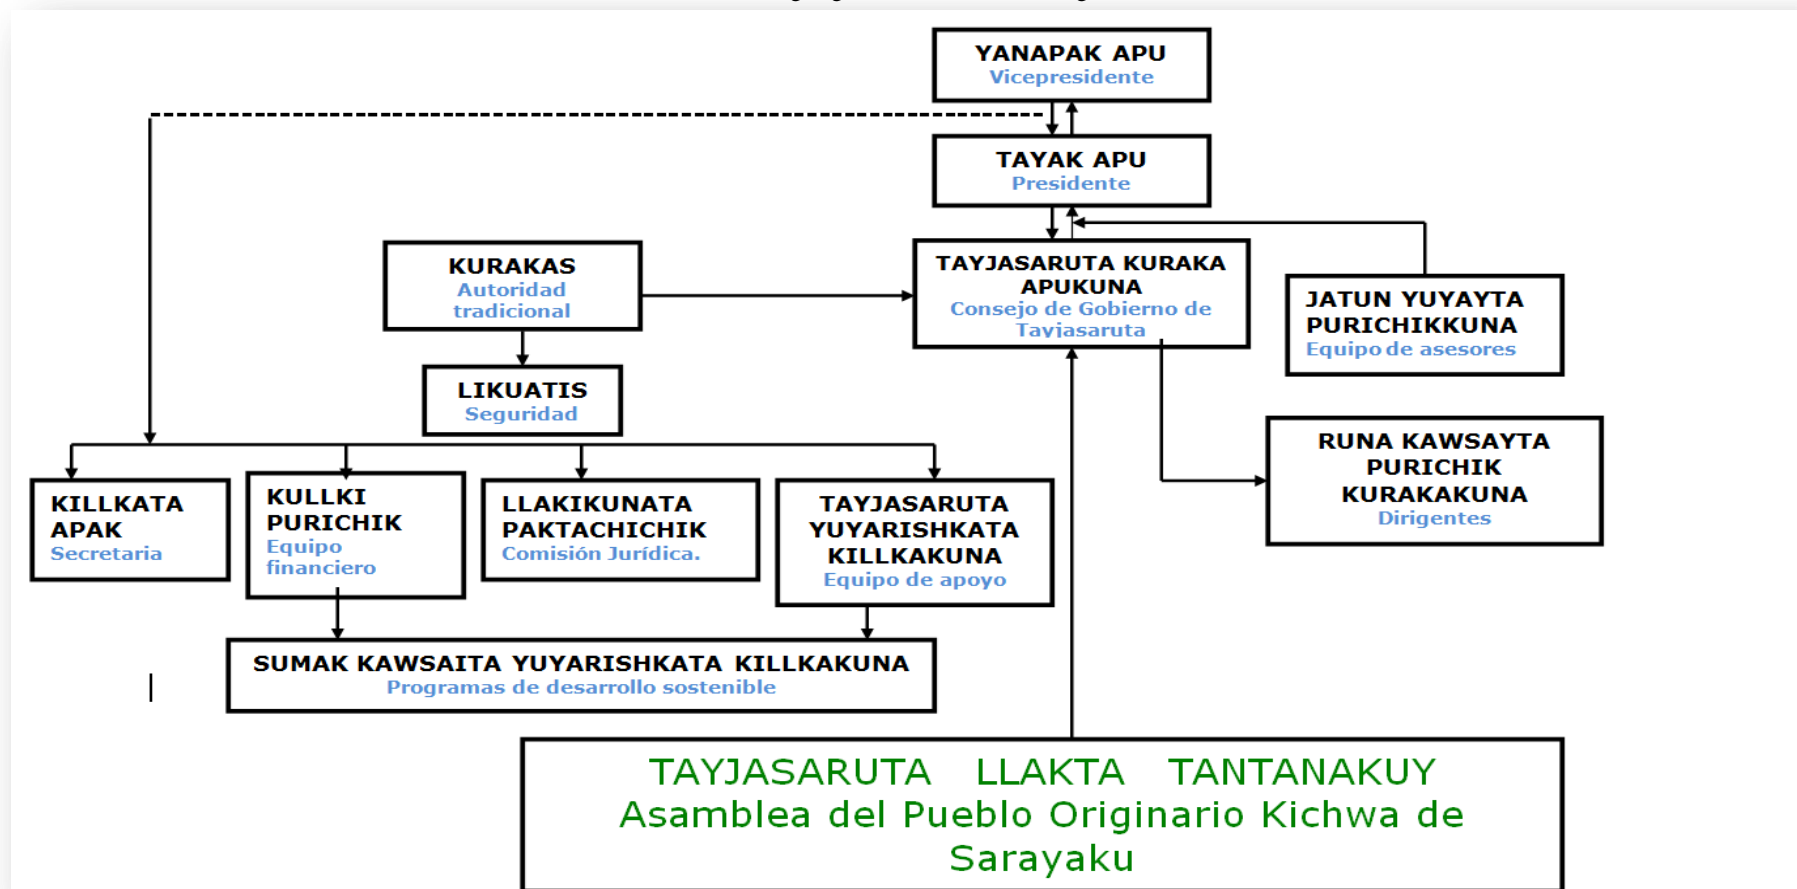 YANAPAK APU
Vicepresidente
TAYAK APU
Presidente
KURAKAS
Autoridad
tradicional
TAYJASARUTA KURAKA
APUKUNA
Consejo de Gobierno de
Tayjasaruta
JATUN YUYAYTA
PURICHIKKUNA
Equipo de asesores
LIKUATIS
Seguridad
RUNA KAWSAYTA
PURICHIK
KURAKAKUNA
Dirigentes
KILLKATA
APAK
Secretaria
KULLKI
PURICHIK
Equipo
financiero
LLAKIKUNATA
PAKTACHICHIK
Comisión Jurídica.
TAYJASARUTA
YUYARISHKATA
KILLKAKUNA
Equipo de apoyo
SUMAK KAWSAITA YUYARISHKATA KILLKAKUNA
Programas de desarrollo sostenible
TAYJASARUTA LLAKTA TANTANAKUY
Asamblea del Pueblo Originario Kichwa de
Sarayaku